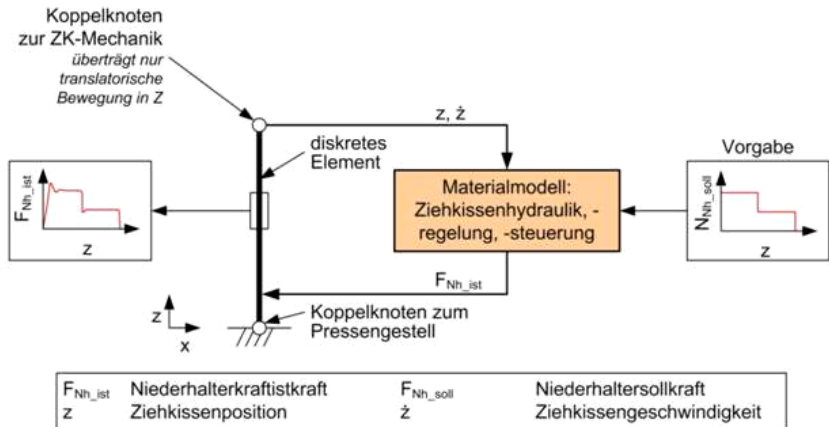 Koppelknoten
zur ZK-Mechanik
überträgt nur
translatorische
Bewegung in Z
z, ż
diskretes
Element
Vorgabe
F_Nh_ist
z
Materialmodell:
Ziehkissenhydraulik, -
regelung, -steuerung
N_Nh_soll
z
F_Nh_ist
Koppelknoten zum
Pressengestell
z
x
F_Nh_ist Niederhalterkraftistkraft F_Nh_soll Niederhaltersollkraft
z Ziehkissenposition ż Ziehkissengeschwindigkeit